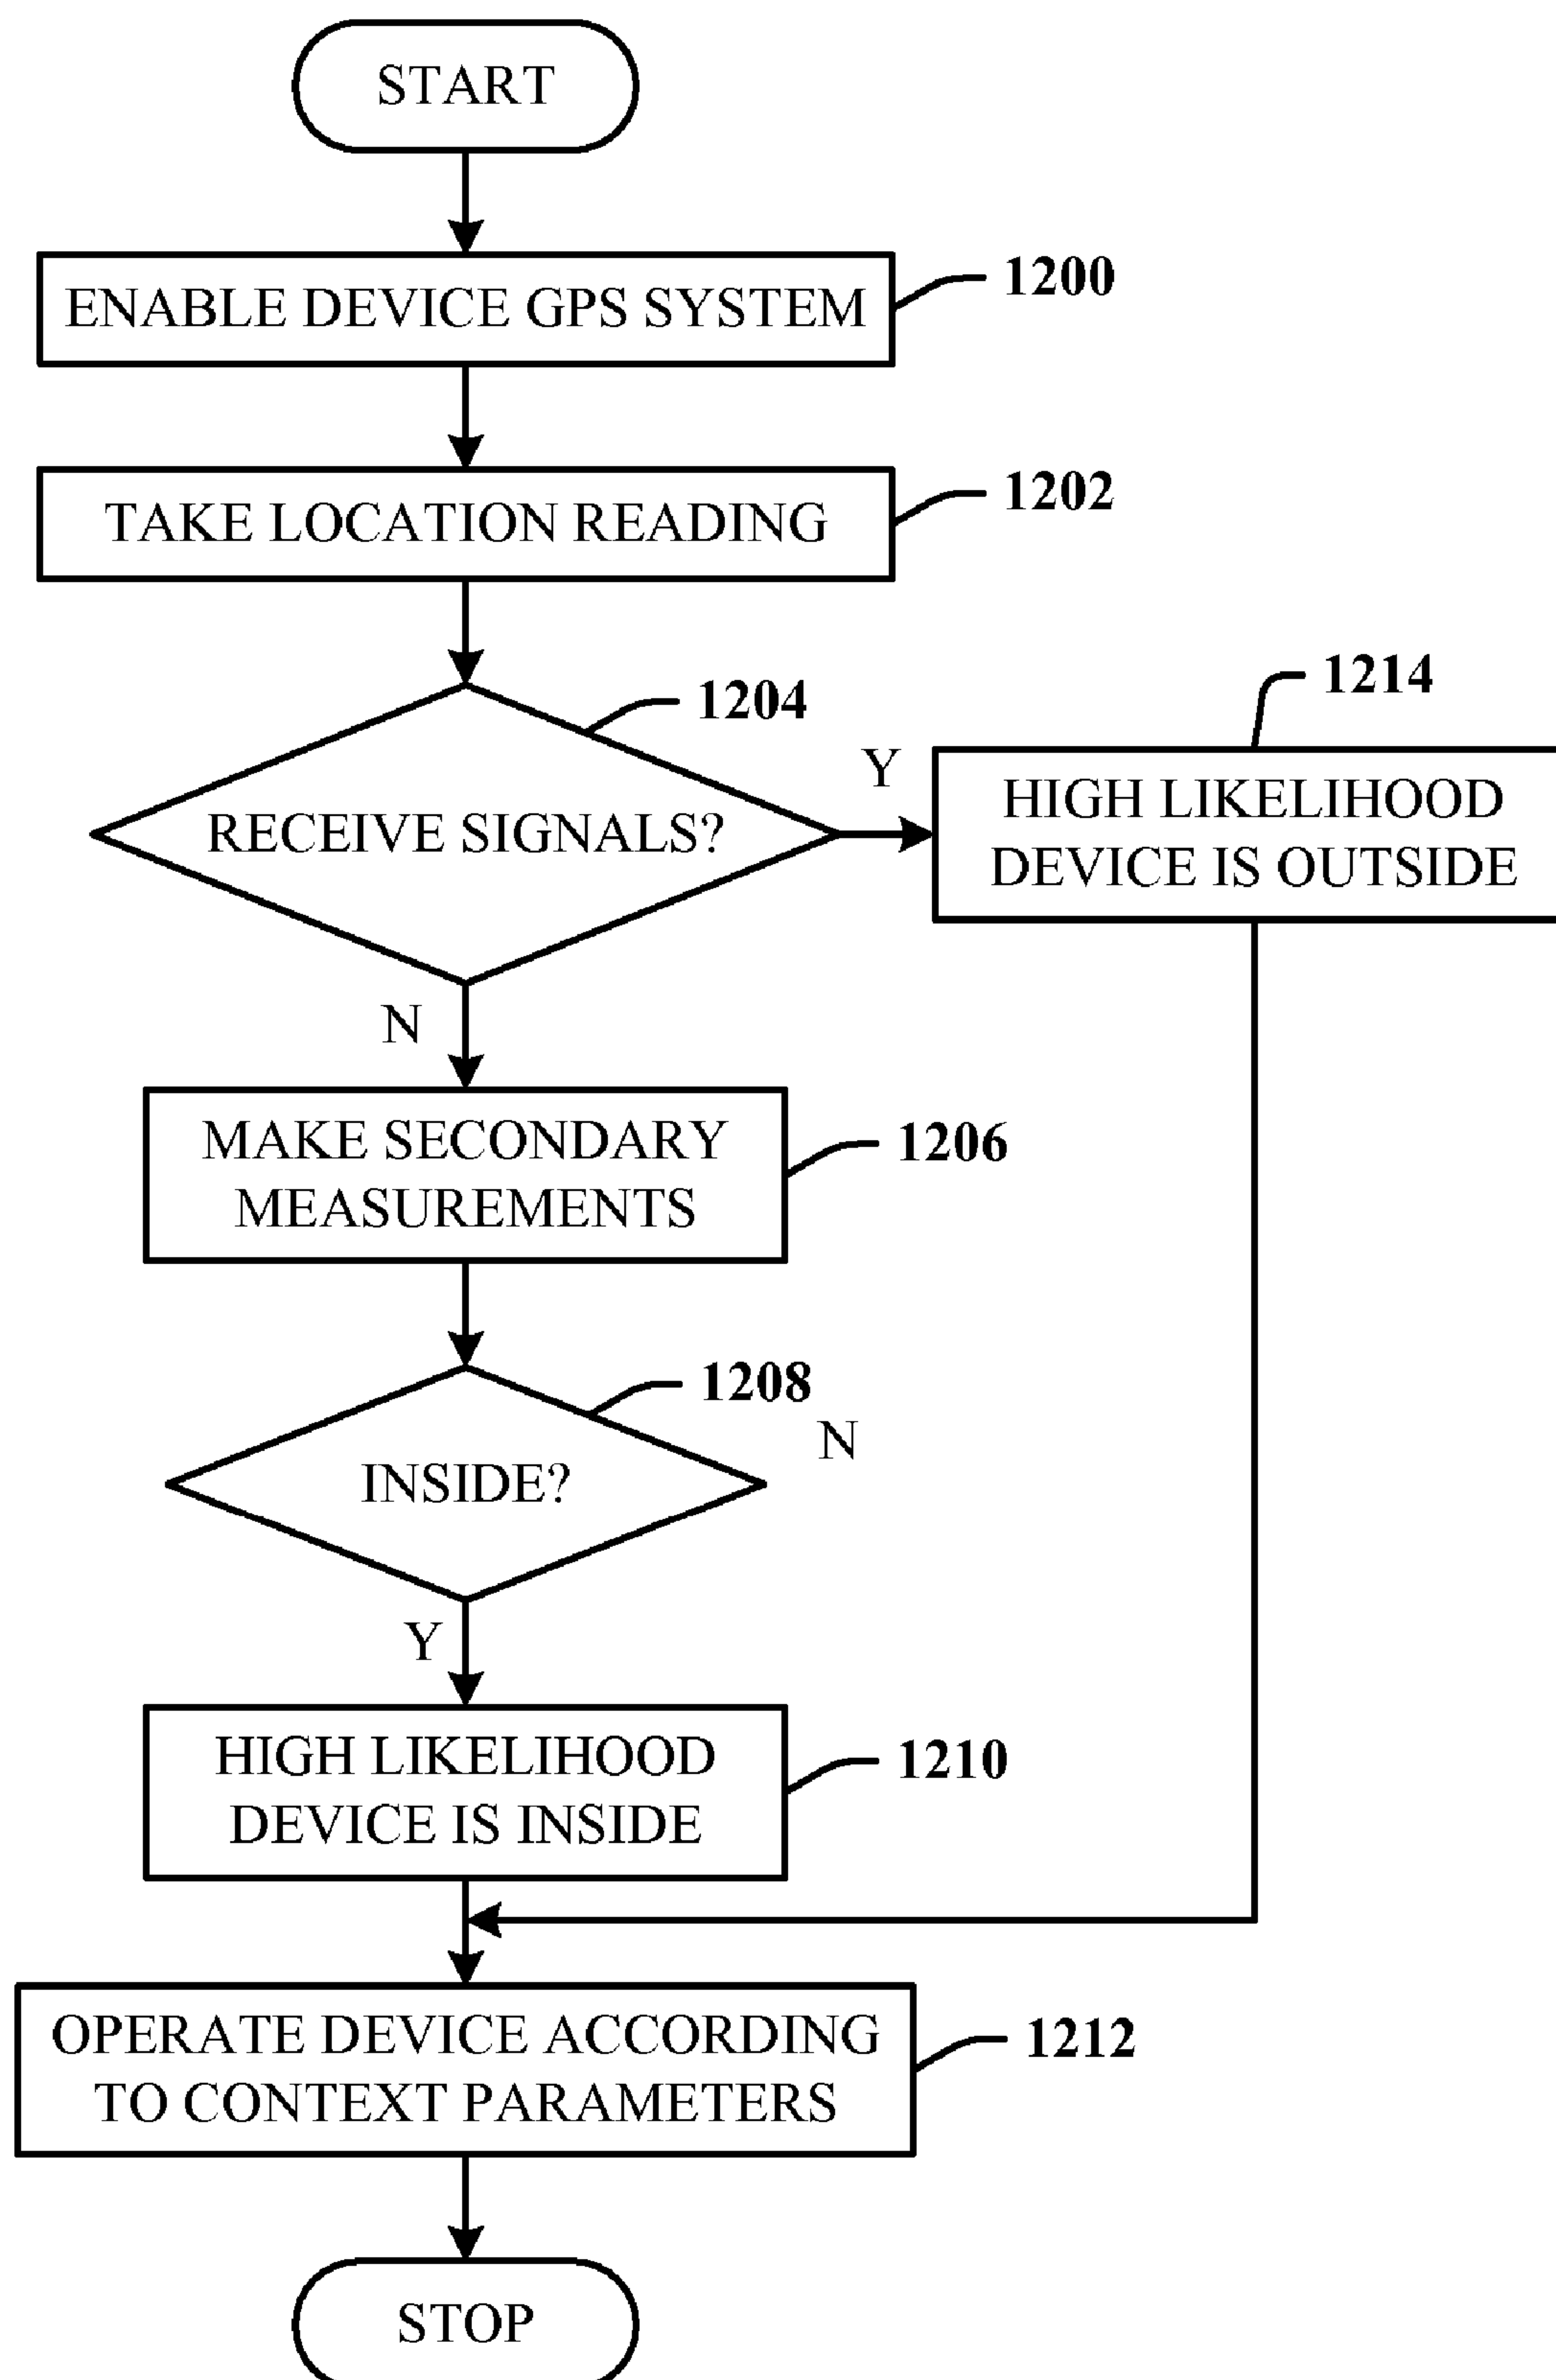 START
ENABLE DEVICE GPS SYSTEM
1200
TAKE LOCATION READING
1202
1204
RECEIVE SIGNALS?
Y
1214
HIGH LIKELIHOOD
DEVICE IS OUTSIDE
N
MAKE SECONDARY
MEASUREMENTS
1206
1208
INSIDE?
N
Y
HIGH LIKELIHOOD
DEVICE IS INSIDE
1210
OPERATE DEVICE ACCORDING
TO CONTEXT PARAMETERS
1212
STOP